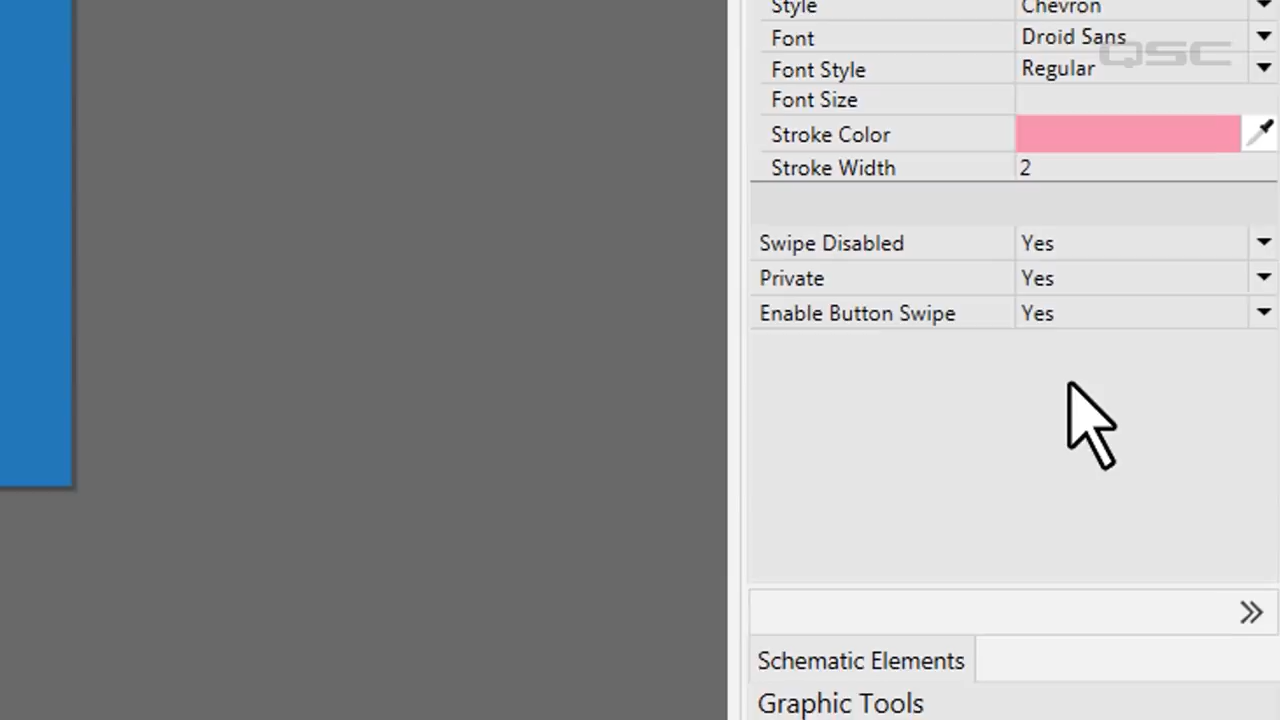 Style Chevron
Font Droid Sans
QSC
Font Style Regular
Font Size
Stroke Color
Stroke Width 2
Swipe Disabled Yes
Private Yes
Enable Button Swipe Yes
Schematic Elements
Graphic Tools